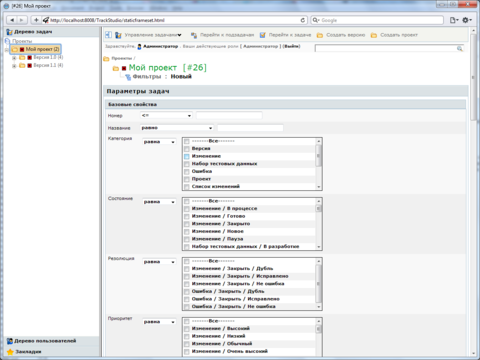 [#26] Мой проект
http://localhost:8888/TrackStudio/staticframeset.html
Google
Дерево задач
Проекты
Мой проект (2)
Версия 1.0 (4)
Версия 1.1 (4)
Дерево пользователей
Закладки
Управление задачами
Перейти к подзадачам
Перейти к задаче
Создать версию
Создать проект
Здравствуйте, Администратор . Ваши действующие роли [ Администратор ] [Выйти]
Проекты /
Мой проект [#26]
Фильтры : Новый
Параметры задач
Базовые свойства
Номер <=
Название равно
Категория равна
-------Все-------
Версия
Изменение
Набор тестовых данных
Ошибка
Проект
Список изменений
Состояние равна
-------Все-------
Изменение / В процессе
Изменение / Готово
Изменение / Закрыто
Изменение / Новое
Изменение / Пауза
Набор тестовых данных / В разработке
Резолюция равна
-------Все-------
Изменение / Закрыть / Дубль
Изменение / Закрыть / Исправлено
Изменение / Закрыть / Не ошибка
Ошибка / Закрыть / Дубль
Ошибка / Закрыть / Исправлено
Ошибка / Закрыть / Не ошибка
Приоритет равна
-------Все-------
Изменение / Высокий
Изменение / Низкий
Изменение / Обычный
Изменение / Очень высокий